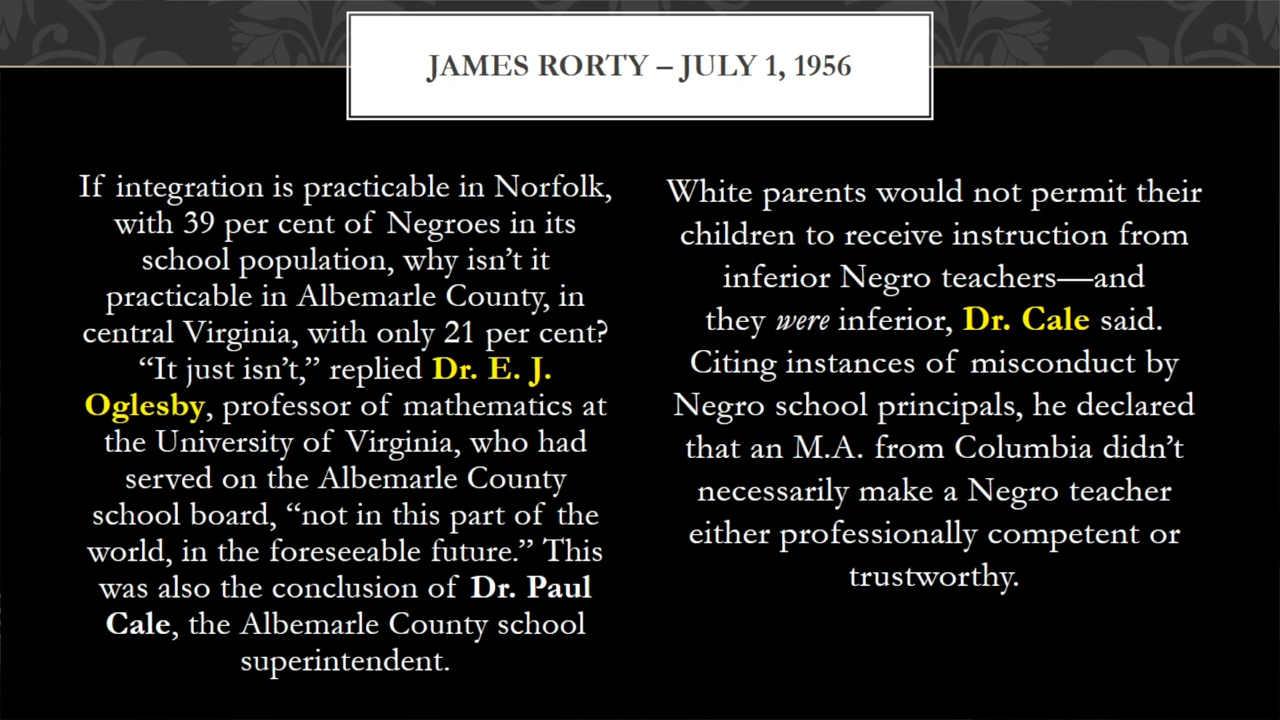 JAMES RORTY – JULY 1, 1956
If integration is practicable in Norfolk,
with 39 per cent of Negroes in its
school population, why isn’t it
practicable in Albemarle County, in
central Virginia, with only 21 per cent?
“It just isn’t,” replied Dr. E. J.
Oglesby, professor of mathematics at
the University of Virginia, who had
served on the Albemarle County
school board, “not in this part of the
world, in the foreseeable future.” This
was also the conclusion of Dr. Paul
Cale, the Albemarle County school
superintendent.
White parents would not permit their
children to receive instruction from
inferior Negro teachers—and
they were inferior, Dr. Cale said.
Citing instances of misconduct by
Negro school principals, he declared
that an M.A. from Columbia didn’t
necessarily make a Negro teacher
either professionally competent or
trustworthy.